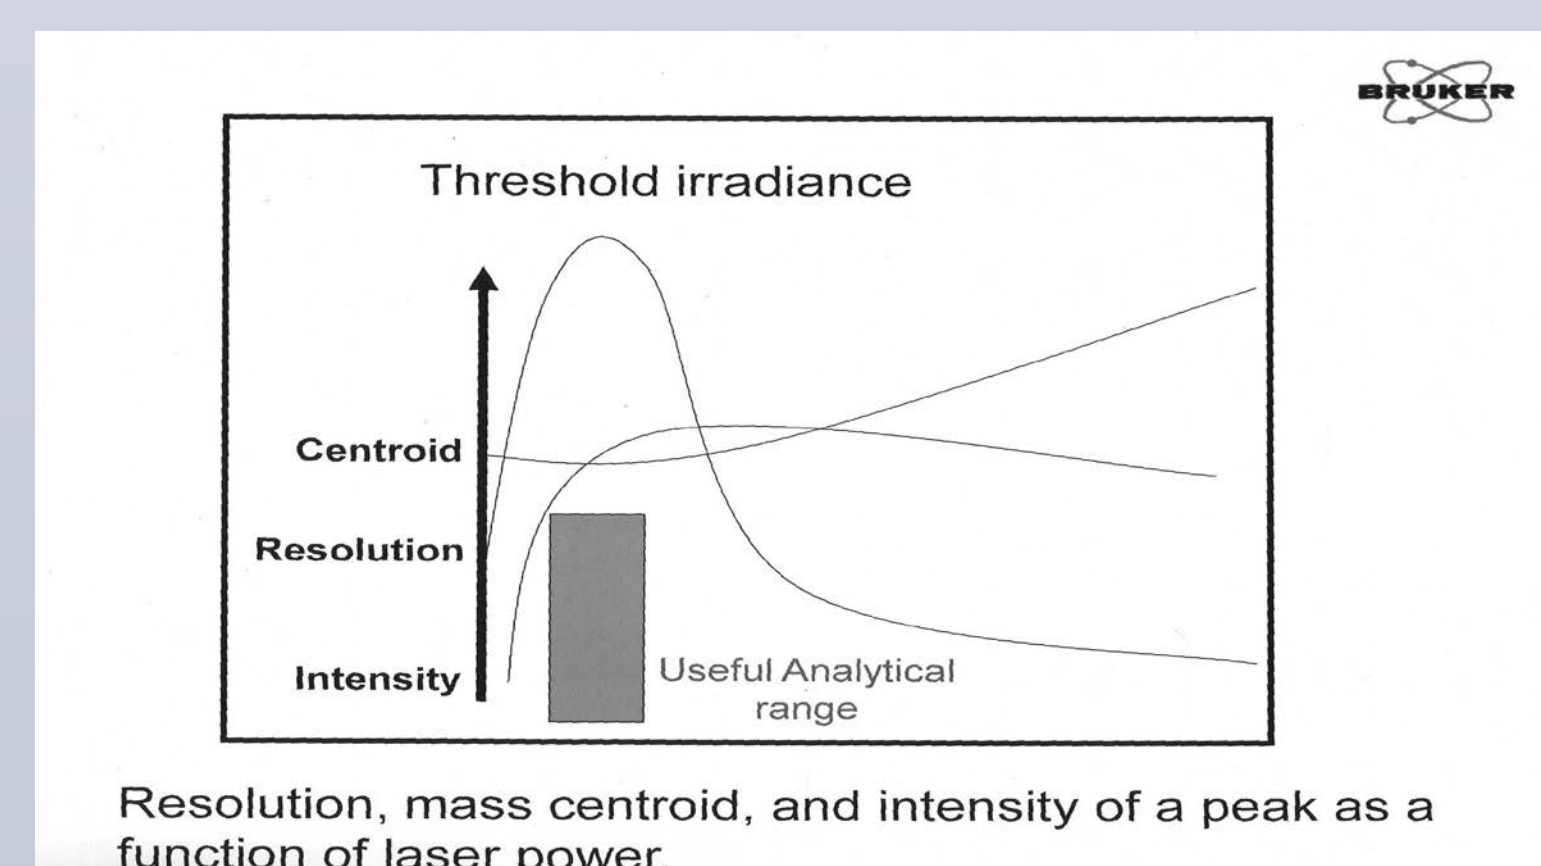 BRUKER
Threshold irradiance
Centroid
Resolution
Intensity
Useful Analytical
range
Resolution, mass centroid, and intensity of a peak as a
function of laser power.